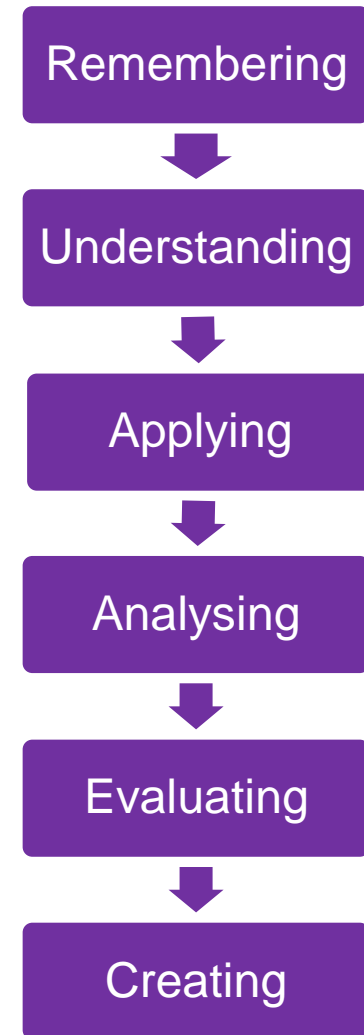 Remembering
Understanding
Applying
Analysing
Evaluating
Creating